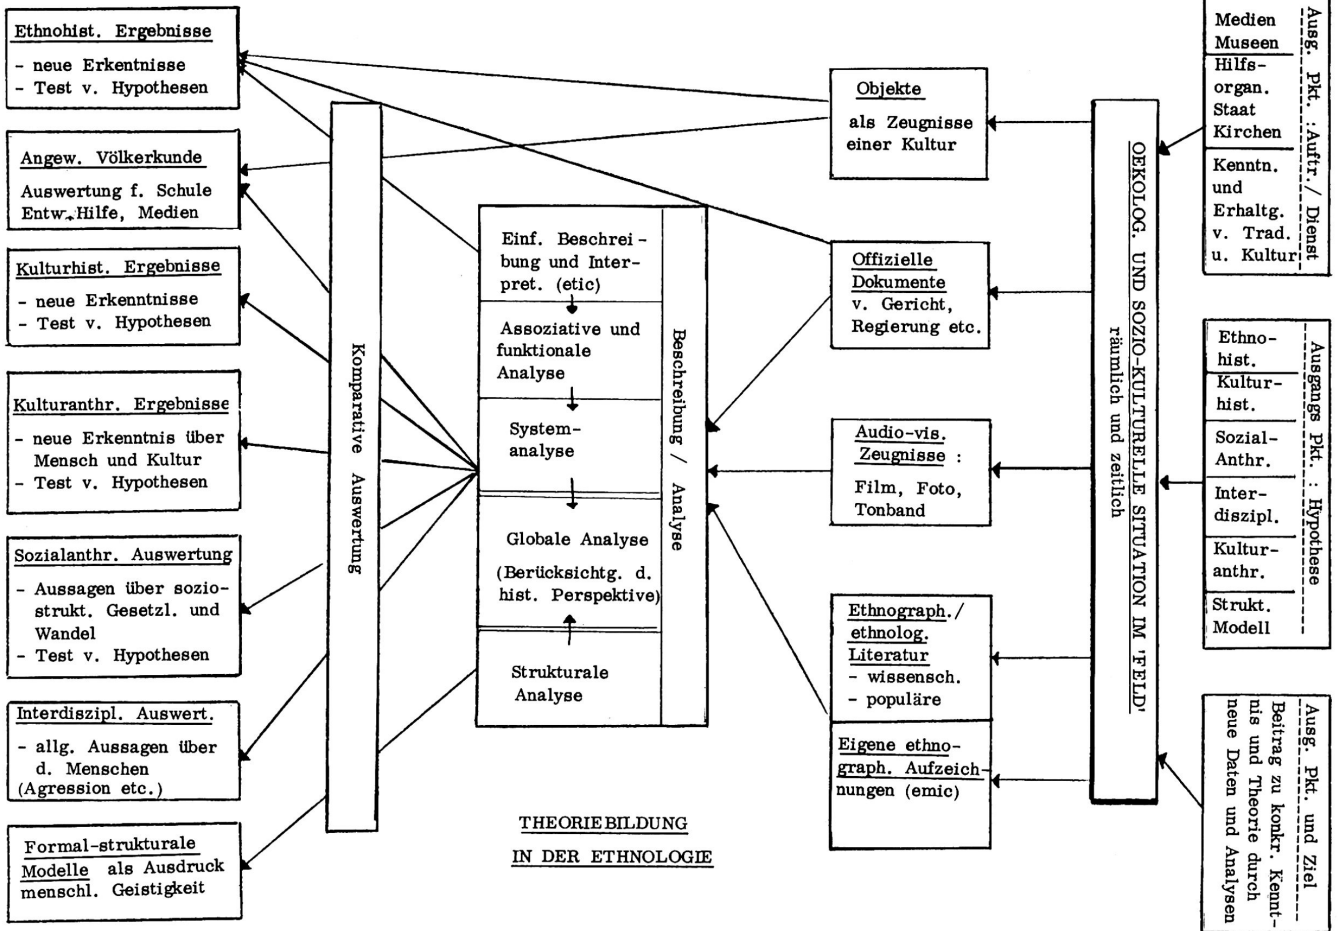 Ethnohist. Ergebnisse
- neue Erkentnisse
- Test v. Hypothesen
Angew. Völkerkunde
Auswertung f. Schule
Entw.Hilfe, Medien
Kulturhist. Ergebnisse
- neue Erkenntnisse
- Test v. Hypothesen
Kulturanthr. Ergebnisse
- neue Erkenntnis über
Mensch und Kultur
- Test v. Hypothesen
Sozialanthr. Auswertung
- Aussagen über sozio-
strukt. Gesetzl. und
Wandel
- Test v. Hypothesen
Interdiszipl. Auswert.
- allg. Aussagen über
d. Menschen
(Agression etc.)
Formal-strukturale
Modelle als Ausdruck
menschl. Geistigkeit
Komparative Auswertung
Einf. Beschrei-
bung und Inter-
pret. (etic)
Assoziative und
funktionale
Analyse
System-
analyse
Globale Analyse
(Berücksichtg. d.
hist. Perspektive)
Strukturale
Analyse
Beschreibung / Analyse
THEORIEBILDUNG
IN DER ETHNOLOGIE
Objekte
als Zeugnisse
einer Kultur
Offizielle
Dokumente
v. Gericht,
Regierung etc.
Audio-vis.
Zeugnisse :
Film, Foto,
Tonband
Ethnograph./
ethnolog.
Literatur
- wissensch.
- populäre
Eigene ethno-
graph. Aufzeich-
nungen (emic)
OEKOLOG. UND SOZIO-KULTURELLE SITUATION IM 'FELD'
räumlich und zeitlich
Medien
Museen
Hilfs-
organ.
Staat
Kirchen
Kenntn.
und
Erhaltg.
v. Trad.
u. Kultur
Ausg. Pkt. :Auftr./ Dienst
Ethno-
hist.
Kultur-
hist.
Sozial-
Anthr.
Inter-
diszipl.
Kultur-
anthr.
Strukt.
Modell
Ausgangs Pkt. : Hypothese
Ausg. Pkt. und Ziel
Beitrag zu konkr. Kennt-
nis und Theorie durch
neue Daten und Analysen